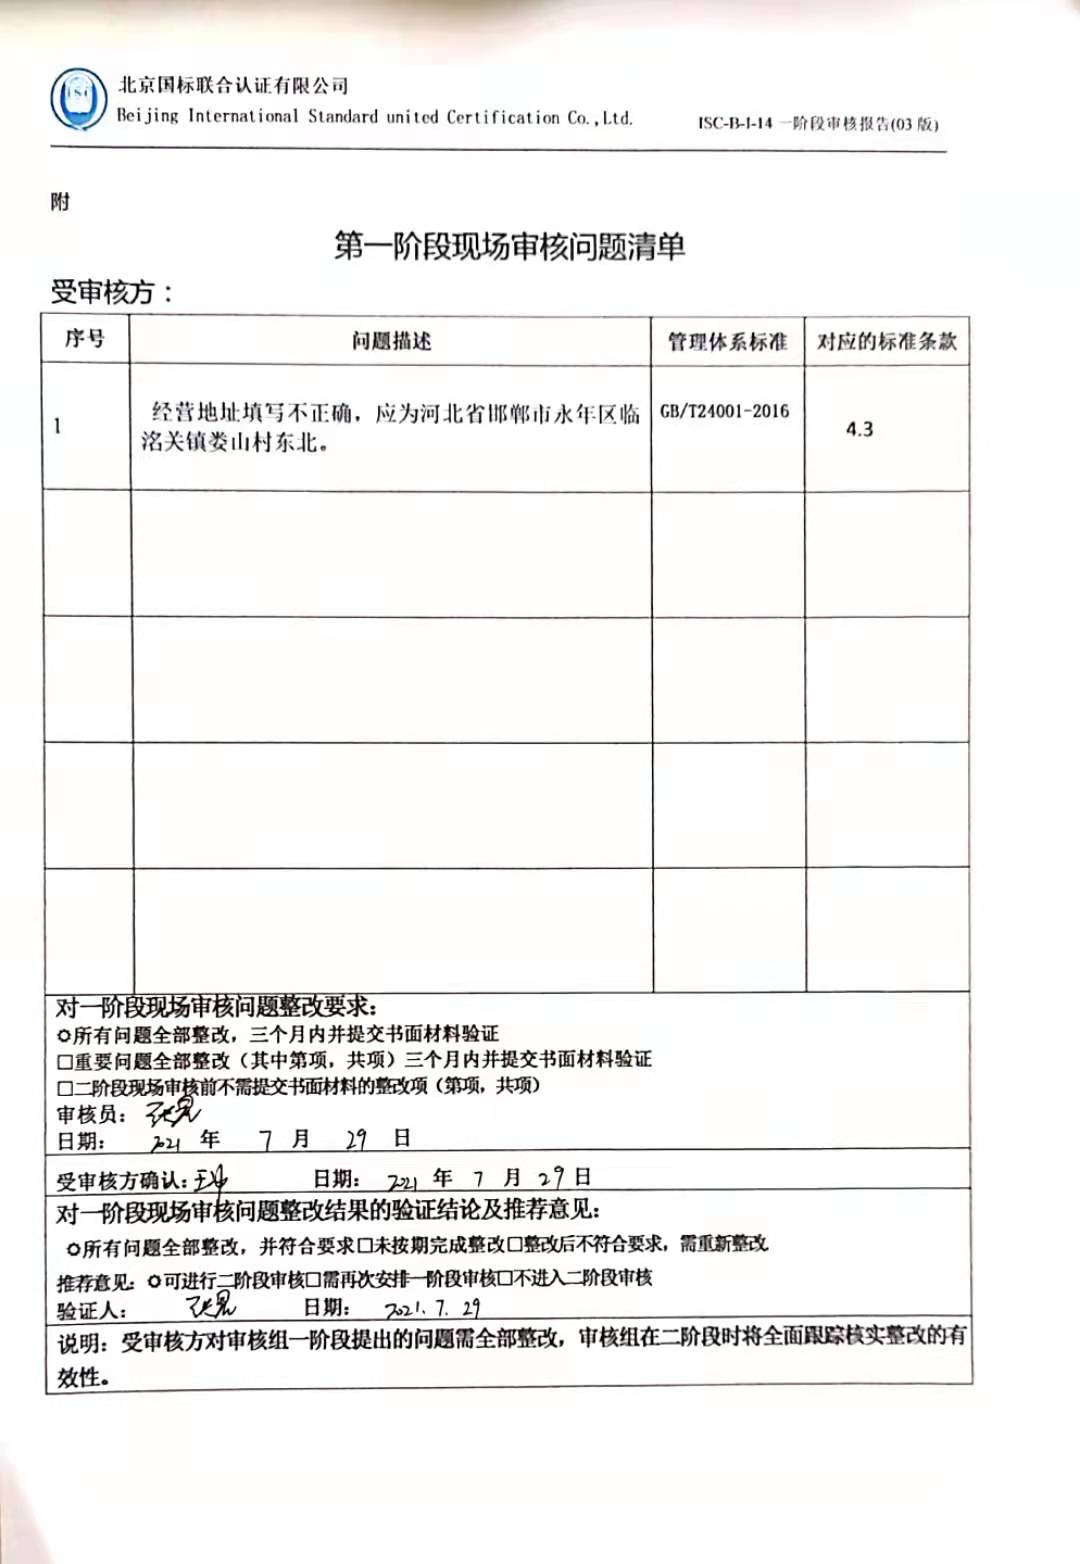 ISC
北京国标联合认证有限公司
Beijing International Standard united Certification Co.,Ltd.
ISC-B-I-14 一阶段审核报告(03 版)
附
第一阶段现场审核问题清单
受审核方：
序号 问题描述 管理体系标准 对应的标准条款
1 经营地址填写不正确，应为河北省邯郸市永年区临 GB/T24001-2016 4.3
洺关镇娄山村东北。
对一阶段现场审核问题整改要求：
✪所有问题全部整改，三个月内并提交书面材料验证
□重要问题全部整改（其中第项，共项）三个月内并提交书面材料验证
□二阶段现场审核前不需提交书面材料的整改项（第项，共项）
审核员：
日期： 2021 年 7 月 29 日
受审核方确认： 日期： 2021 年 7 月 29 日
对一阶段现场审核问题整改结果的验证结论及推荐意见：
✪所有问题全部整改，并符合要求□未按期完成整改□整改后不符合要求，需重新整改
推荐意见：✪可进行二阶段审核□需再次安排一阶段审核□不进入二阶段审核
验证人： 日期： 2021.7.29
说明：受审核方对审核组一阶段提出的问题需全部整改，审核组在二阶段时将全面跟踪核实整改的有
效性。